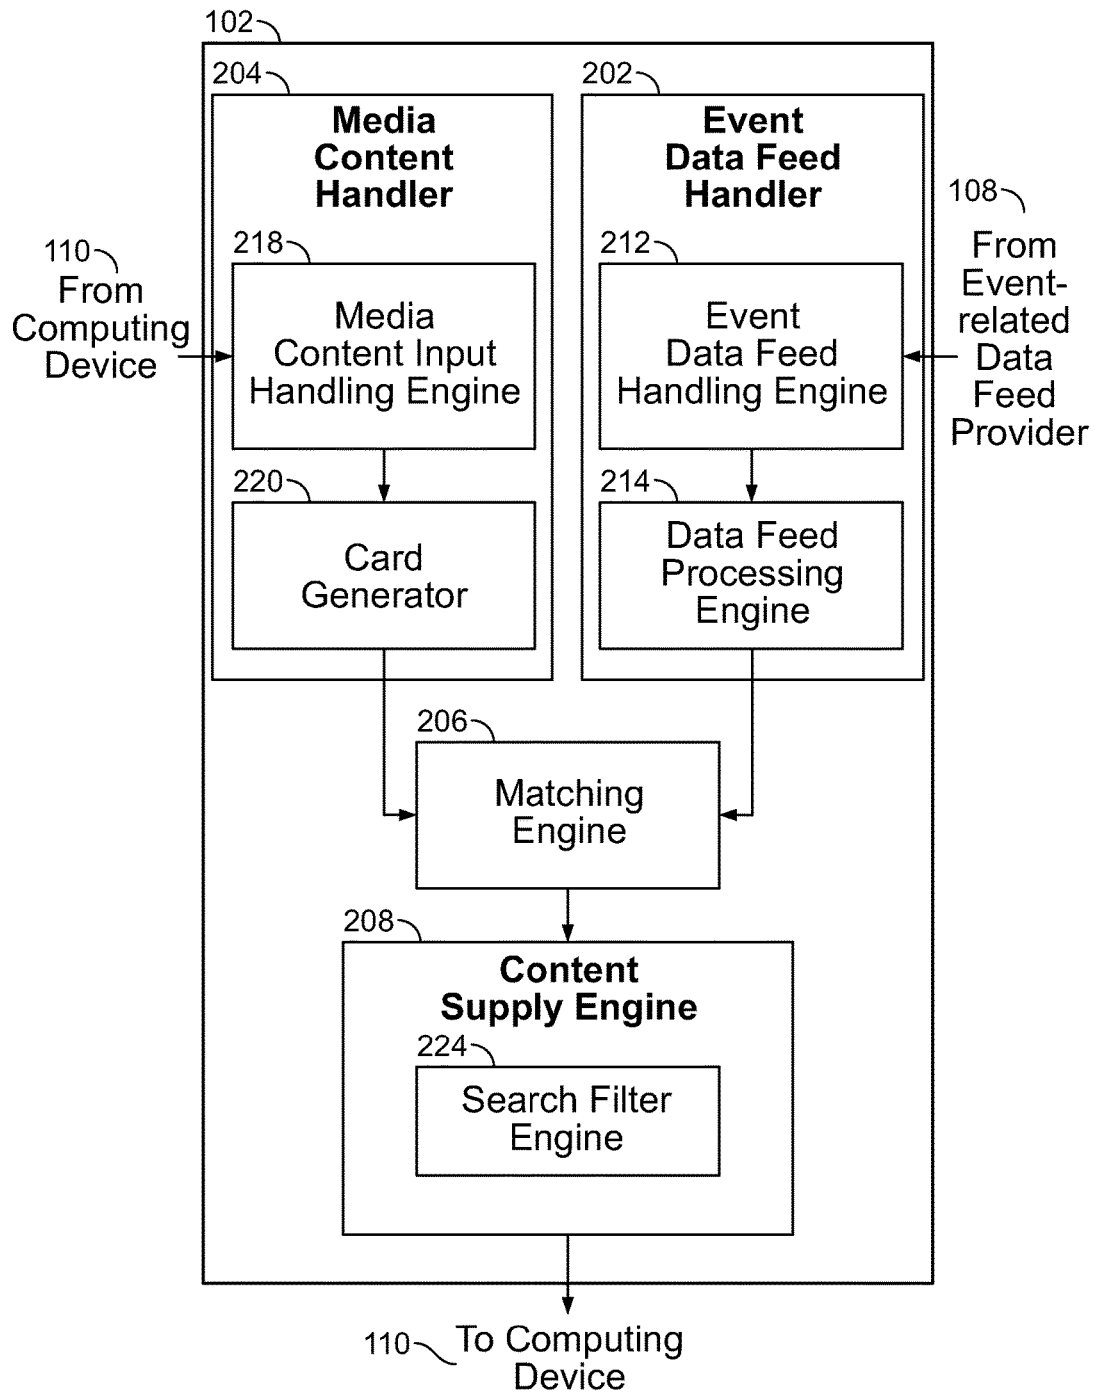 102
204
Media
Content
Handler
202
Event
Data Feed
Handler
110
From
Computing
Device
218
Media
Content Input
Handling Engine
212
Event
Data Feed
Handling Engine
108
From
Event-
related
Data
Feed
Provider
220
Card
Generator
214
Data Feed
Processing
Engine
206
Matching
Engine
208
Content
Supply Engine
224
Search Filter
Engine
110
To Computing
Device